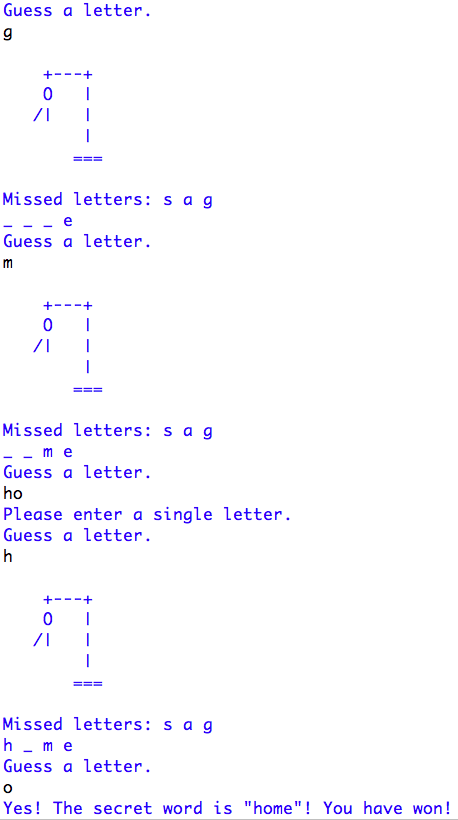 Guess a letter.
g
+---+
O   |
/|   |
|
===
Missed letters: s a g
_ _ _ e
Guess a letter.
m
+---+
O   |
/|   |
|
===
Missed letters: s a g
_ _ m e
Guess a letter.
ho
Please enter a single letter.
Guess a letter.
h
+---+
O   |
/|   |
|
===
Missed letters: s a g
h _ m e
Guess a letter.
o
Yes! The secret word is "home"! You have won!